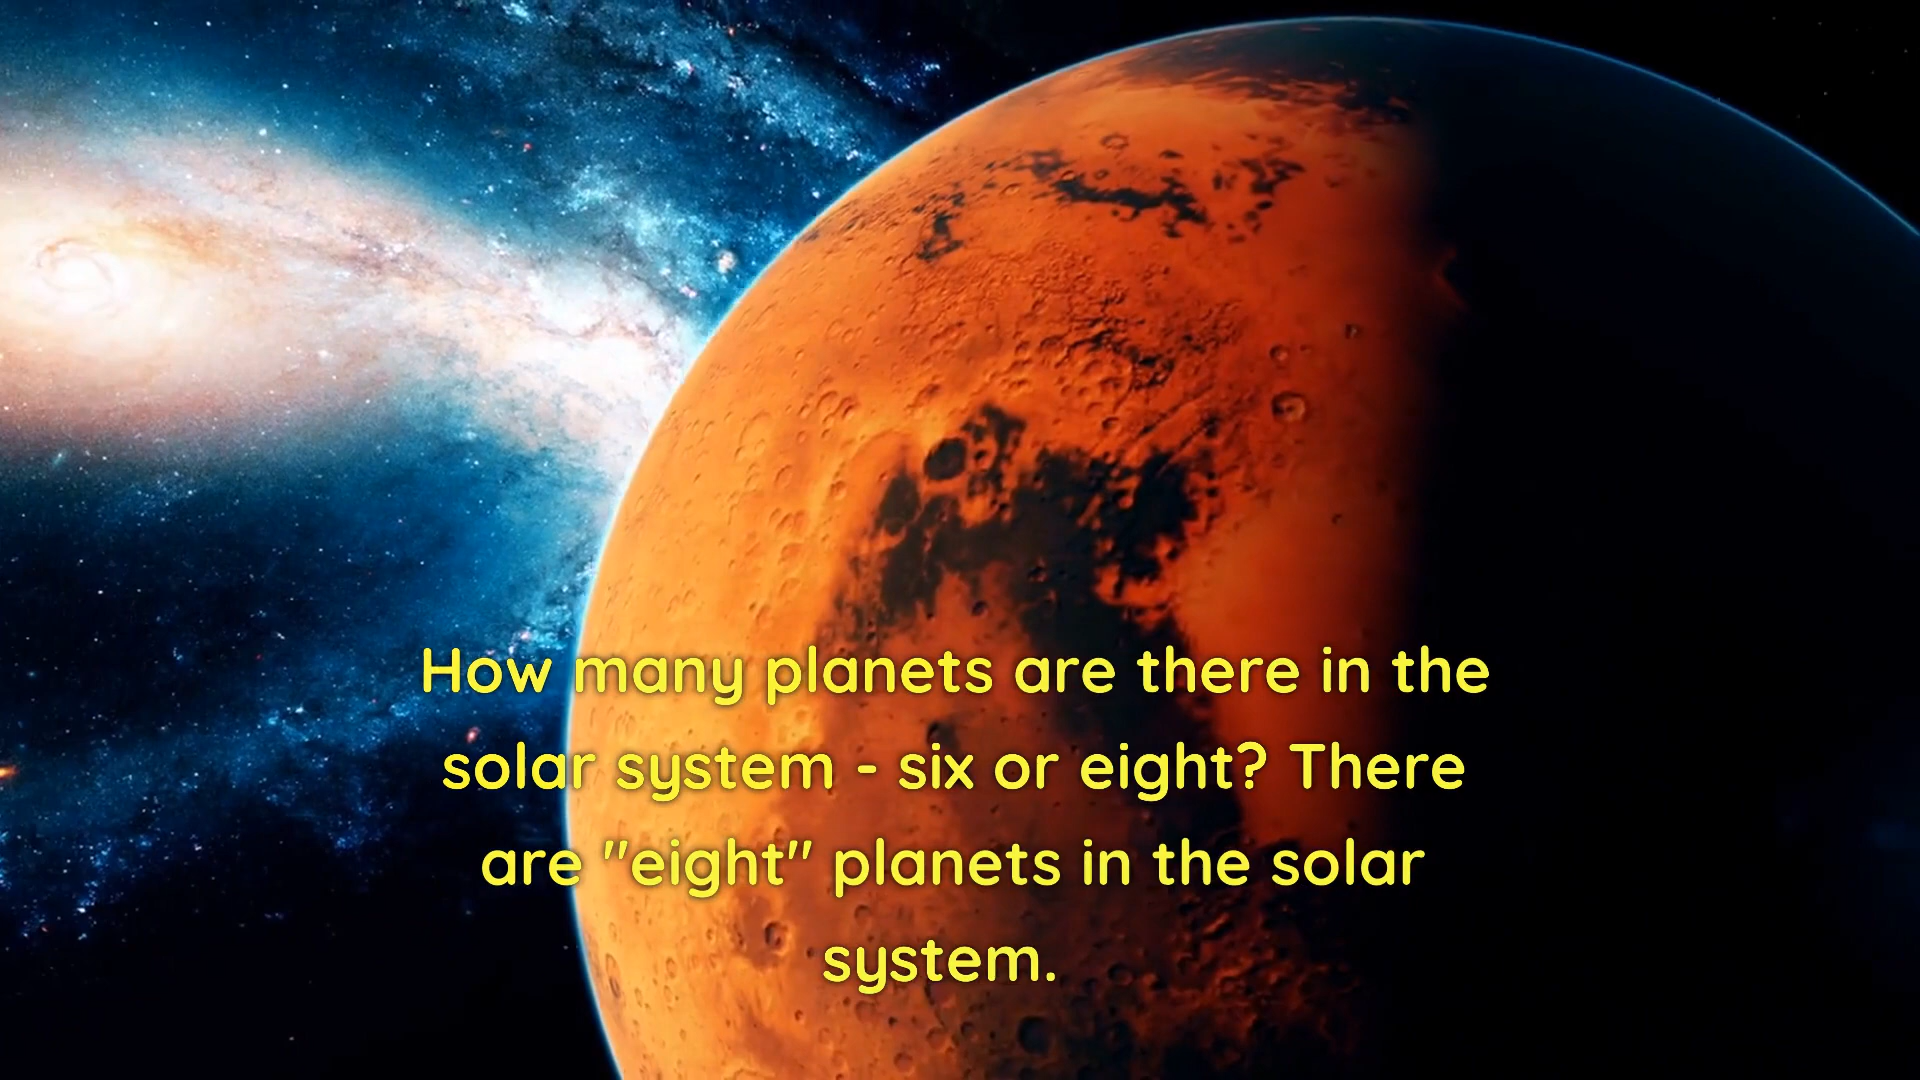 How many planets are there in the
solar system - six or eight? There
are "eight" planets in the solar
system.